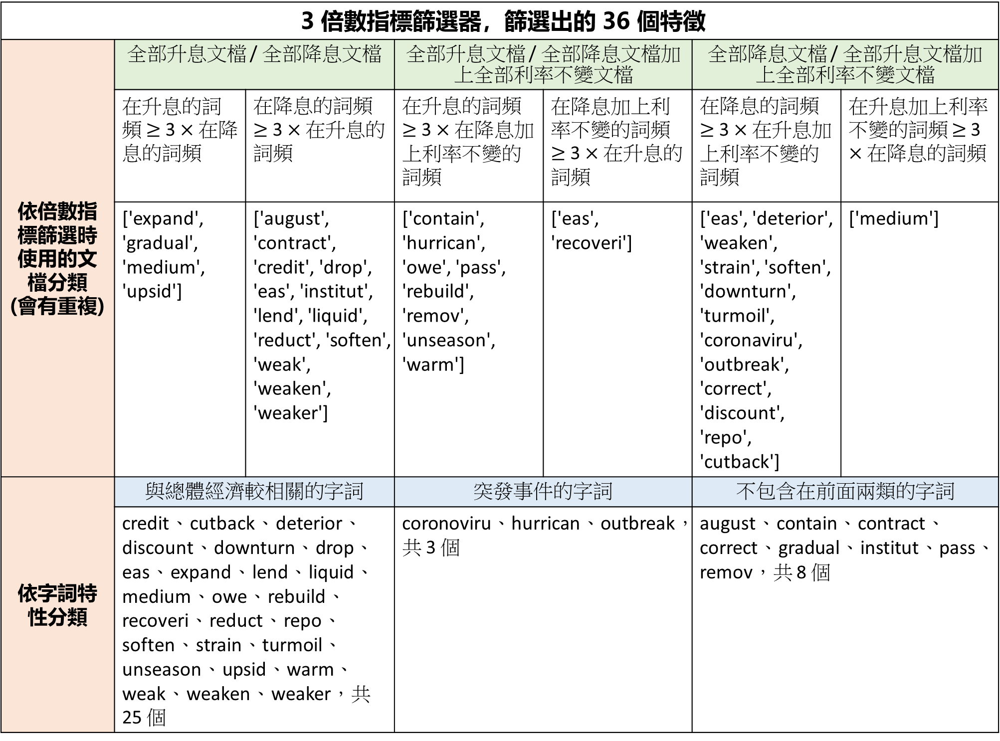 3 倍數指標篩選器，篩選出的 36 個特徵
依倍數指
標篩選時
使用的文
檔分類
(會有重複)
全部升息文檔 / 全部降息文檔
全部升息文檔 / 全部降息文檔加
上全部利率不變文檔
全部降息文檔 / 全部升息文檔加
上全部利率不變文檔
在升息的詞
頻 ≥ 3 × 在降
息的詞頻
在降息的詞頻
≥ 3 × 在升息的
詞頻
在升息的詞頻
≥ 3 × 在降息加
上利率不變的
詞頻
在降息加上利
率不變的詞頻
≥ 3 × 在升息的
詞頻
在降息的詞頻
≥ 3 × 在升息加
上利率不變的
詞頻
在升息加上利率
不變的詞頻 ≥ 3
× 在降息的詞頻
['expand',
'gradual',
'medium',
'upsid']
['august',
'contract',
'credit', 'drop',
'eas', 'institut',
'lend', 'liquid',
'reduct', 'soften',
'weak',
'weaken',
'weaker']
['contain',
'hurrican',
'owe', 'pass',
'rebuild',
'remov',
'unseason',
'warm']
['eas',
'recoveri']
['eas', 'deterior',
'weaken',
'strain', 'soften',
'downturn',
'turmoil',
'coronaviru',
'outbreak',
'correct',
'discount',
'repo',
'cutback']
['medium']
依字詞特
性分類
與總體經濟較相關的字詞
突發事件的字詞
不包含在前面兩類的字詞
credit、cutback、deterior、
discount、downturn、drop、
eas、expand、lend、liquid、
medium、owe、rebuild、
recoveri、reduct、repo、
soften、strain、turmoil、
unseason、upsid、warm、
weak、weaken、weaker，共
25 個
coronoviru、hurrican、outbreak，
共 3 個
august、contain、contract、
correct、gradual、institut、pass、
remov，共 8 個